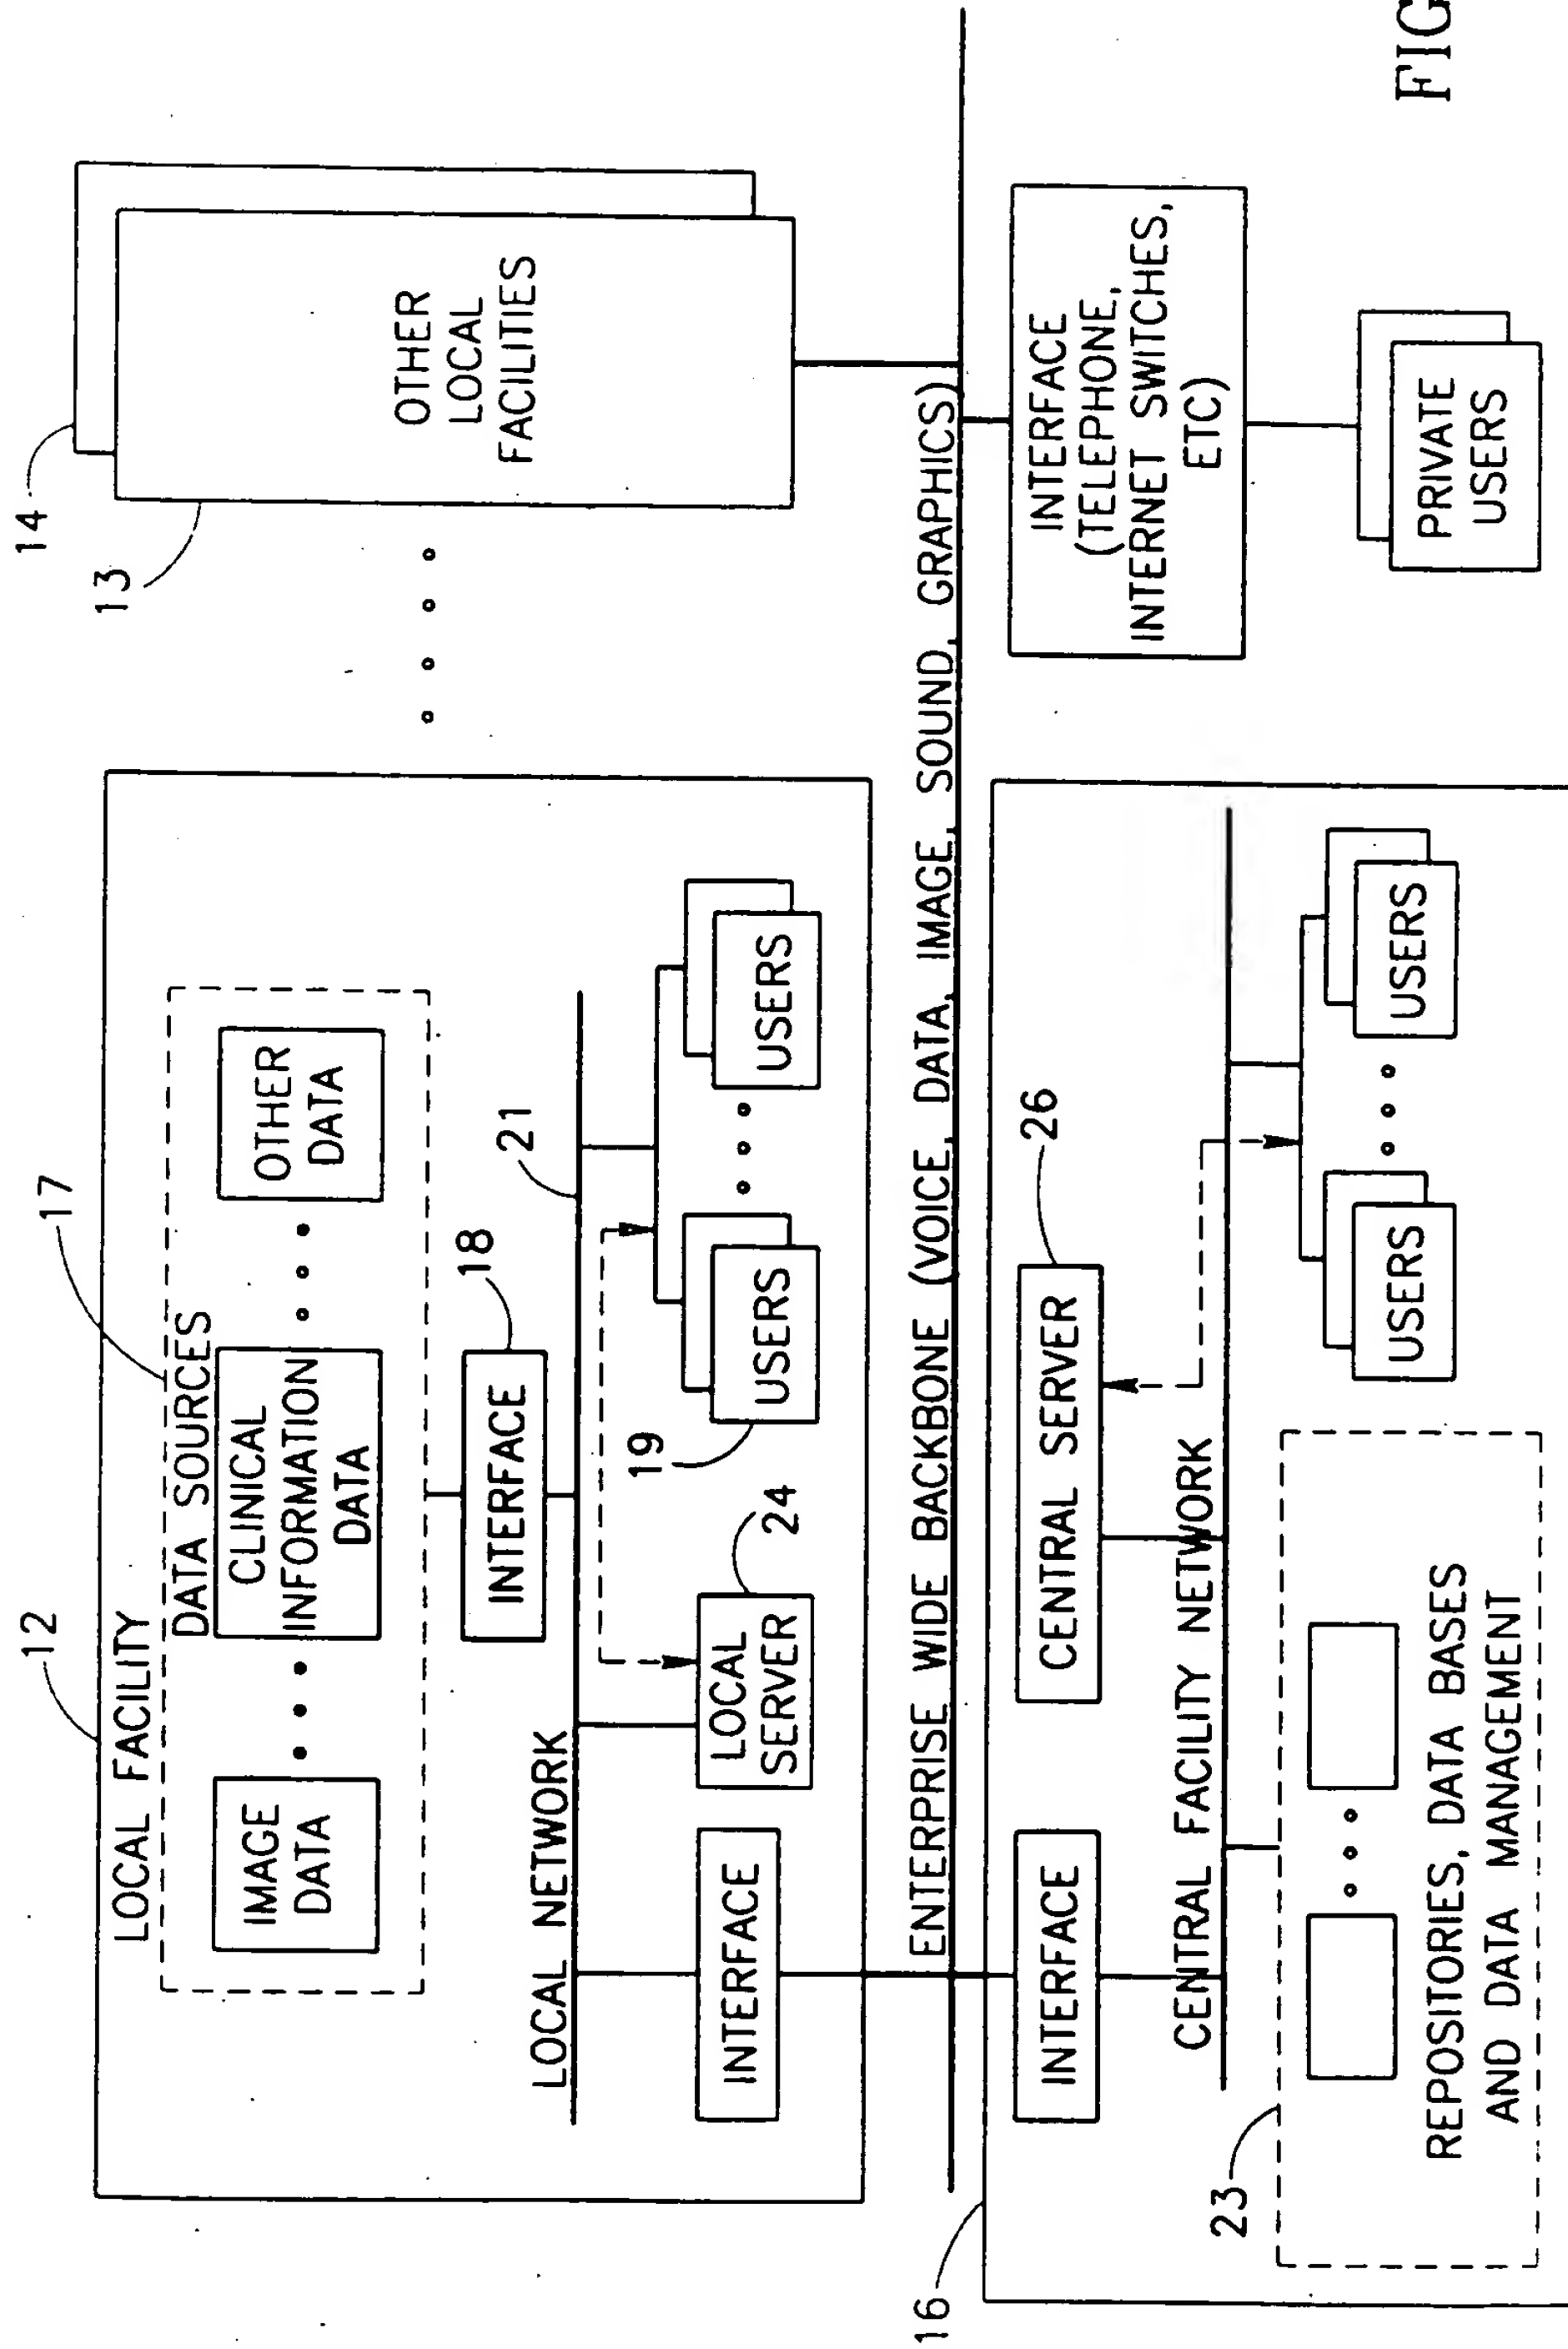 12
LOCAL FACILITY
17
DATA SOURCES
IMAGE
DATA
CLINICAL
INFORMATION
DATA
OTHER
DATA
INTERFACE
18
LOCAL NETWORK
21
INTERFACE
LOCAL
SERVER
24
19
USERS
USERS
14
13
OTHER
LOCAL
FACILITIES
ENTERPRISE WIDE BACKBONE (VOICE, DATA, IMAGE, SOUND, GRAPHICS)
16
INTERFACE
CENTRAL SERVER
26
CENTRAL FACILITY NETWORK
23
REPOSITORIES, DATA BASES
AND DATA MANAGEMENT
USERS
USERS
INTERFACE
(TELEPHONE,
INTERNET SWITCHES,
ETC)
PRIVATE
USERS
FIG